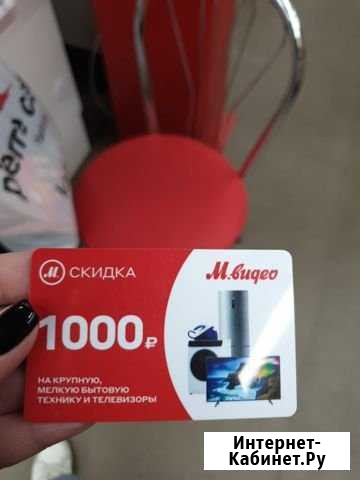 М. СКИДКА
М.видео
1000₽
НА КРУПНУЮ,
МЕЛКУЮ БЫТОВУЮ
ТЕХНИКУ И ТЕЛЕВИЗОРЫ
Интернет-
Кабинет.Ру